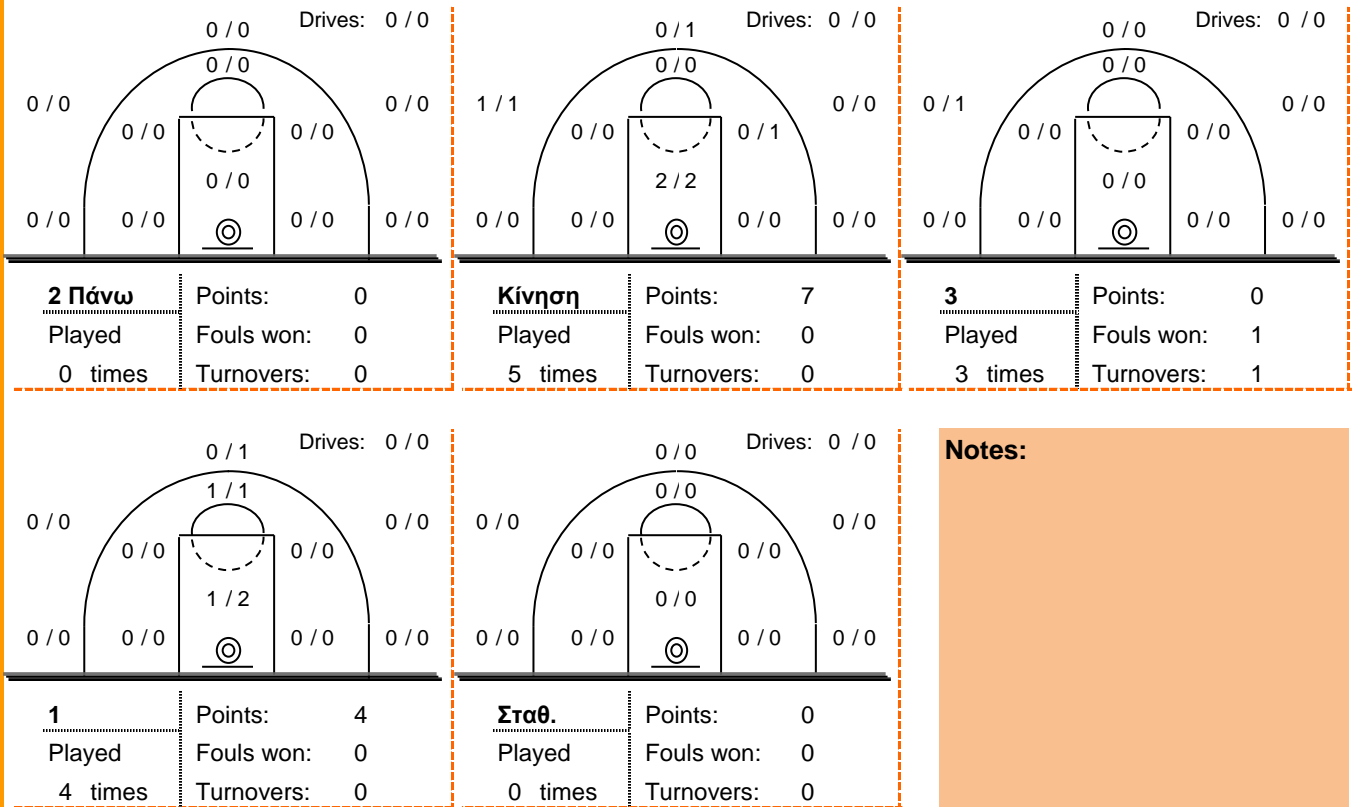 Drives: 0 / 0
0 / 0
0 / 0
0 / 0
0 / 0
0 / 0
0 / 0
0 / 0
0 / 0
0 / 0
0 / 0
0 / 0
2 Πάνω
Points: 0
Played
Fouls won: 0
0 times
Turnovers: 0
Drives: 0 / 0
0 / 1
0 / 0
1 / 1
0 / 0
0 / 0
0 / 1
2 / 2
0 / 0
0 / 0
0 / 0
0 / 0
Κίνηση
Points: 7
Played
Fouls won: 0
5 times
Turnovers: 0
Drives: 0 / 0
0 / 0
0 / 0
0 / 1
0 / 0
0 / 0
0 / 0
0 / 0
0 / 0
0 / 0
0 / 0
0 / 0
3
Points: 0
Played
Fouls won: 1
3 times
Turnovers: 1
Drives: 0 / 0
0 / 1
1 / 1
0 / 0
0 / 0
0 / 0
0 / 0
1 / 2
0 / 0
0 / 0
0 / 0
0 / 0
1
Points: 4
Played
Fouls won: 0
4 times
Turnovers: 0
Drives: 0 / 0
0 / 0
0 / 0
0 / 0
0 / 0
0 / 0
0 / 0
0 / 0
0 / 0
0 / 0
0 / 0
0 / 0
Σταθ.
Points: 0
Played
Fouls won: 0
0 times
Turnovers: 0
Notes: